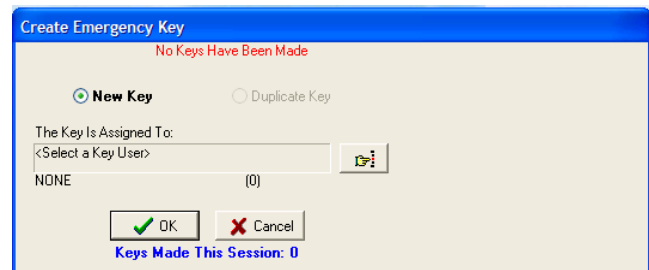 Create Emergency Key
No Keys Have Been Made
New Key Duplicate Key
The Key Is Assigned To:
<Select a Key User>
NONE (0)
OK Cancel
Keys Made This Session: 0